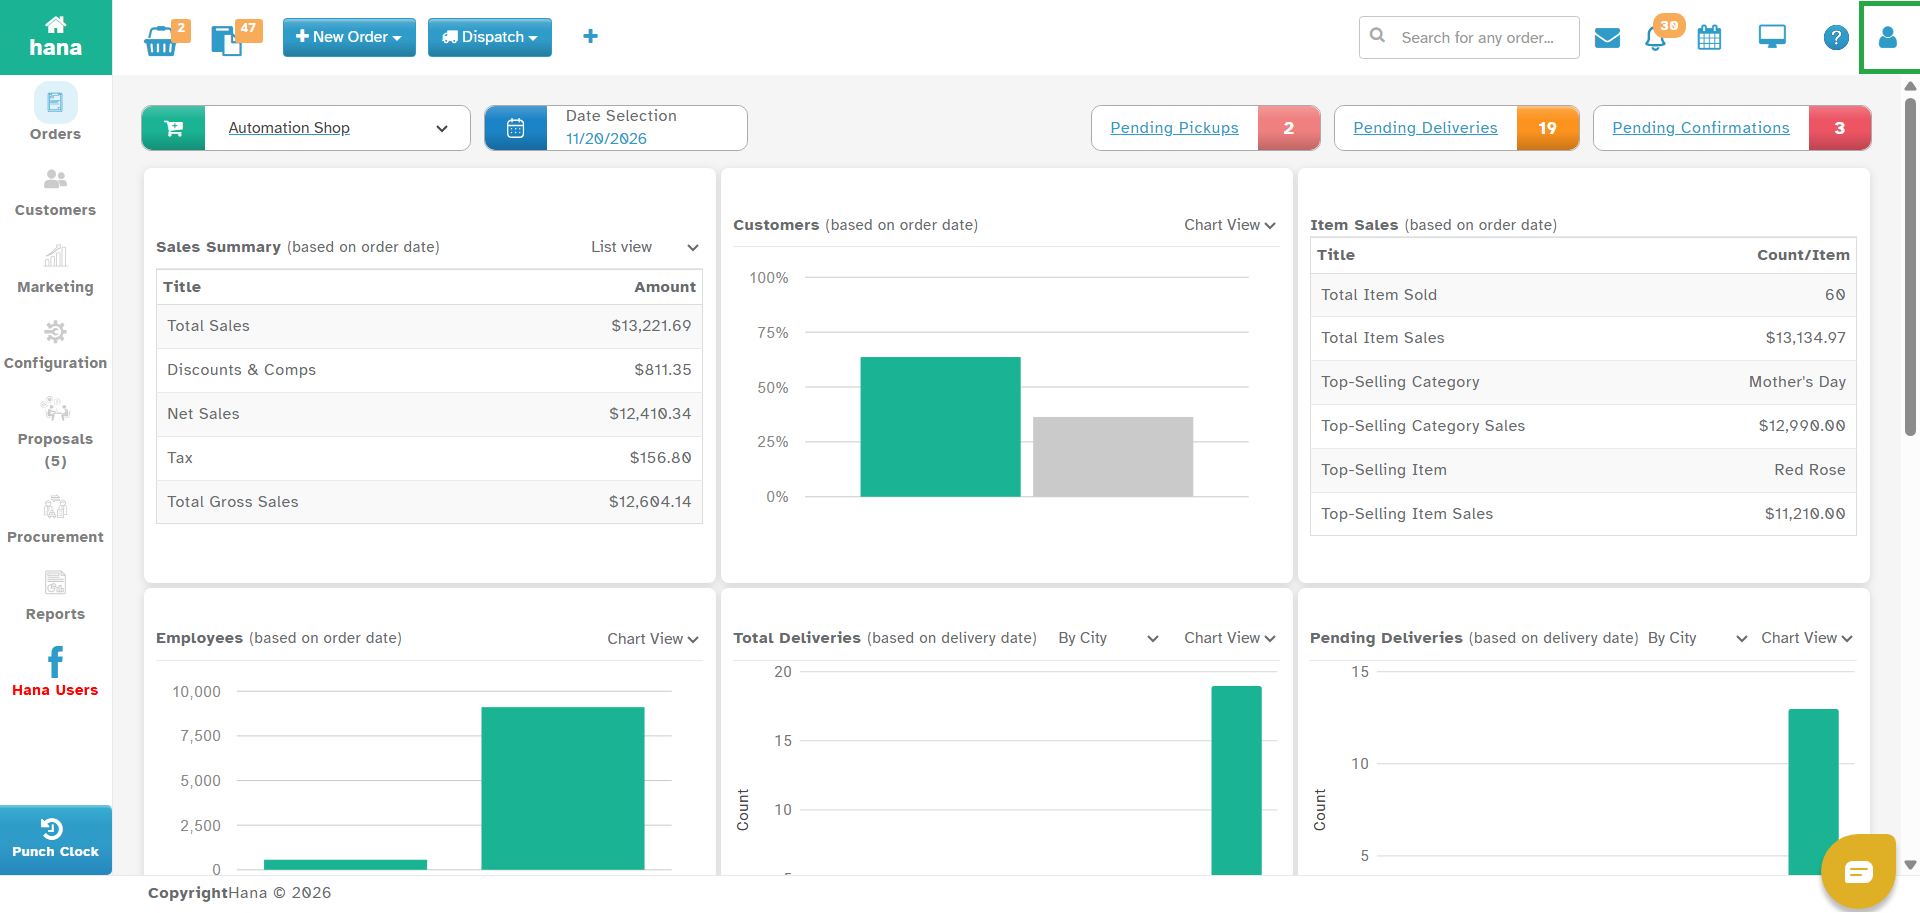 hana
2
47
New Order
Dispatch
Search for any order...
30
Orders
Customers
Marketing
Configuration
Proposals
(5)
Procurement
Reports
Hana Users
Punch Clock
Automation Shop
Date Selection
11/20/2026
Pending Pickups 2
Pending Deliveries 19
Pending Confirmations 3
Sales Summary (based on order date) List view
Title Amount
Total Sales $13,221.69
Discounts & Comps $811.35
Net Sales $12,410.34
Tax $156.80
Total Gross Sales $12,604.14
Customers (based on order date) Chart View
100%
75%
50%
25%
0%
Item Sales (based on order date)
Title Count/Item
Total Item Sold 60
Total Item Sales $13,134.97
Top-Selling Category Mother's Day
Top-Selling Category Sales $12,990.00
Top-Selling Item Red Rose
Top-Selling Item Sales $11,210.00
Employees (based on order date) Chart View
10,000
7,500
5,000
2,500
0
Total Deliveries (based on delivery date) By City Chart View
20
15
10
Count
Pending Deliveries (based on delivery date) By City Chart View
15
10
5
Count
CopyrightHana © 2026